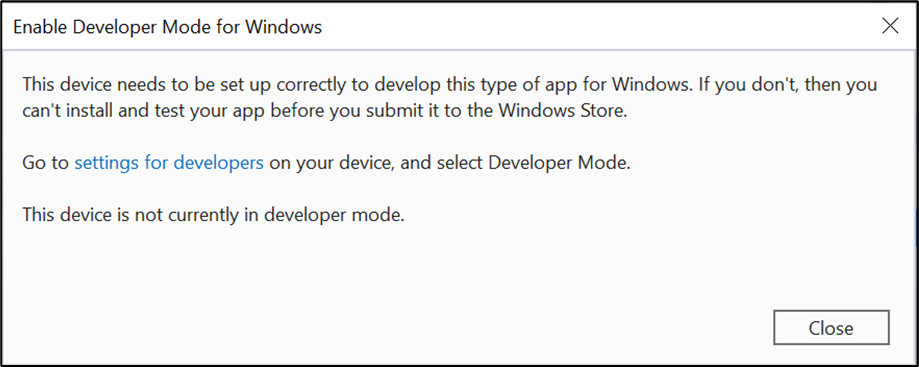 Enable Developer Mode for Windows
This device needs to be set up correctly to develop this type of app for Windows. If you don't, then you
can't install and test your app before you submit it to the Windows Store.
Go to settings for developers on your device, and select Developer Mode.
This device is not currently in developer mode.
Close